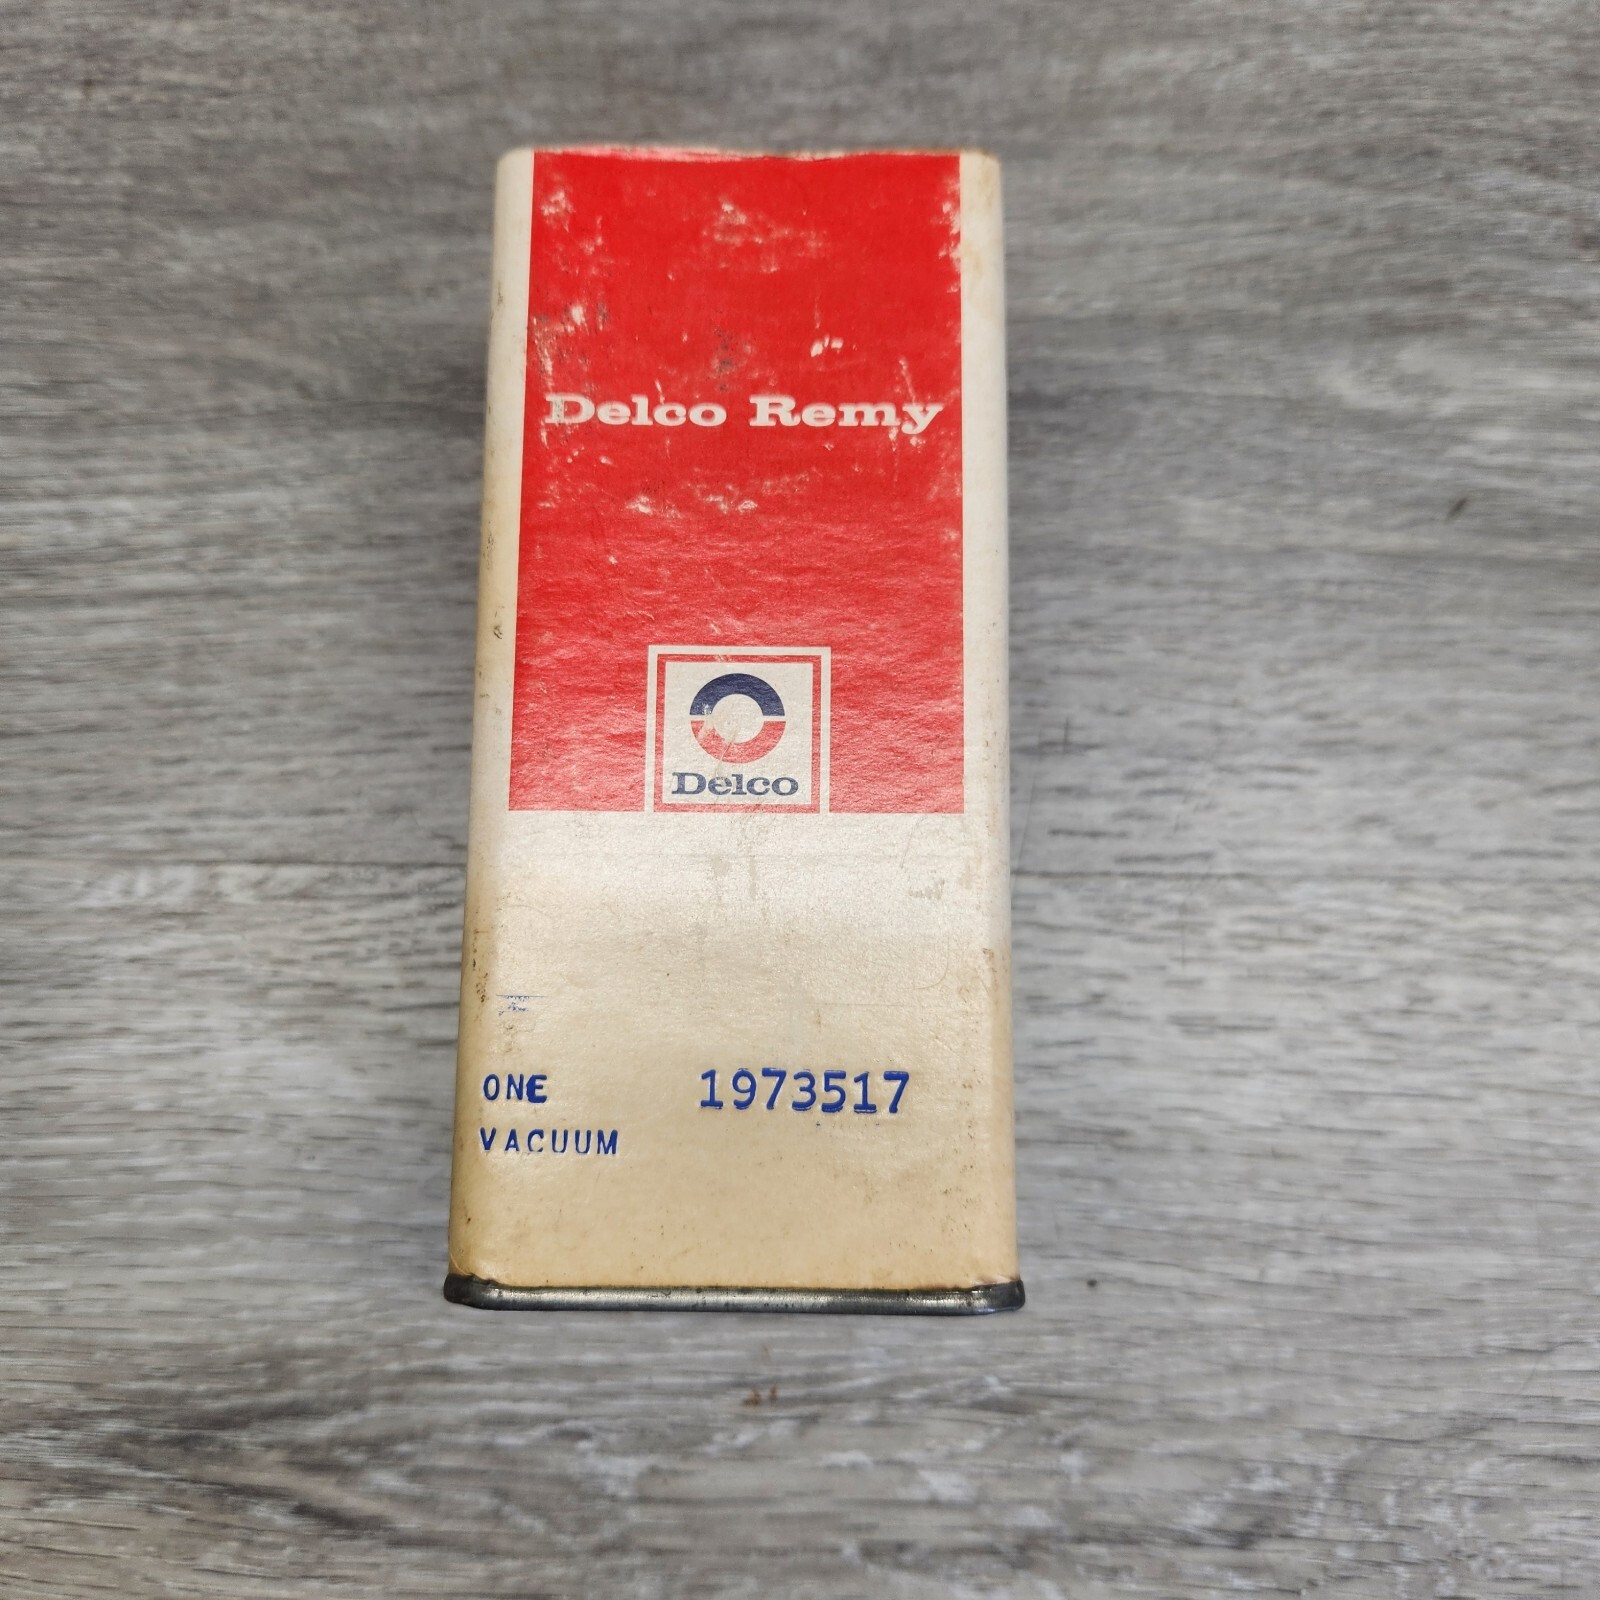 Delco Remy
Delco
ONE 1973517
VACUUM